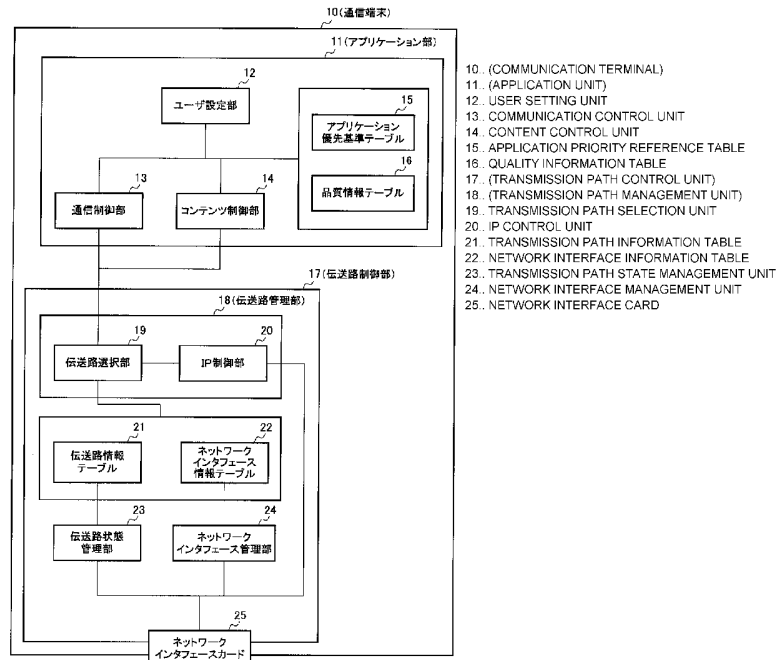 10(通信端末)
11(アプリケーション部)
12
ユーザ設定部
15
アプリケーション
優先基準テーブル
16
品質情報テーブル
13
通信制御部
14
コンテンツ制御部
17(伝送路制御部)
18(伝送路管理部)
19
伝送路選択部
20
IP制御部
21
伝送路情報
テーブル
22
ネットワーク
インタフェース
情報テーブル
23
伝送路状態
管理部
24
ネットワーク
インタフェース管理部
25
ネットワーク
インタフェースカード
10.. (COMMUNICATION TERMINAL)
11.. (APPLICATION UNIT)
12.. USER SETTING UNIT
13.. COMMUNICATION CONTROL UNIT
14.. CONTENT CONTROL UNIT
15.. APPLICATION PRIORITY REFERENCE TABLE
16.. QUALITY INFORMATION TABLE
17.. (TRANSMISSION PATH CONTROL UNIT)
18.. (TRANSMISSION PATH MANAGEMENT UNIT)
19.. TRANSMISSION PATH SELECTION UNIT
20.. IP CONTROL UNIT
21.. TRANSMISSION PATH INFORMATION TABLE
22.. NETWORK INTERFACE INFORMATION TABLE
23.. TRANSMISSION PATH STATE MANAGEMENT UNIT
24.. NETWORK INTERFACE MANAGEMENT UNIT
25.. NETWORK INTERFACE CARD